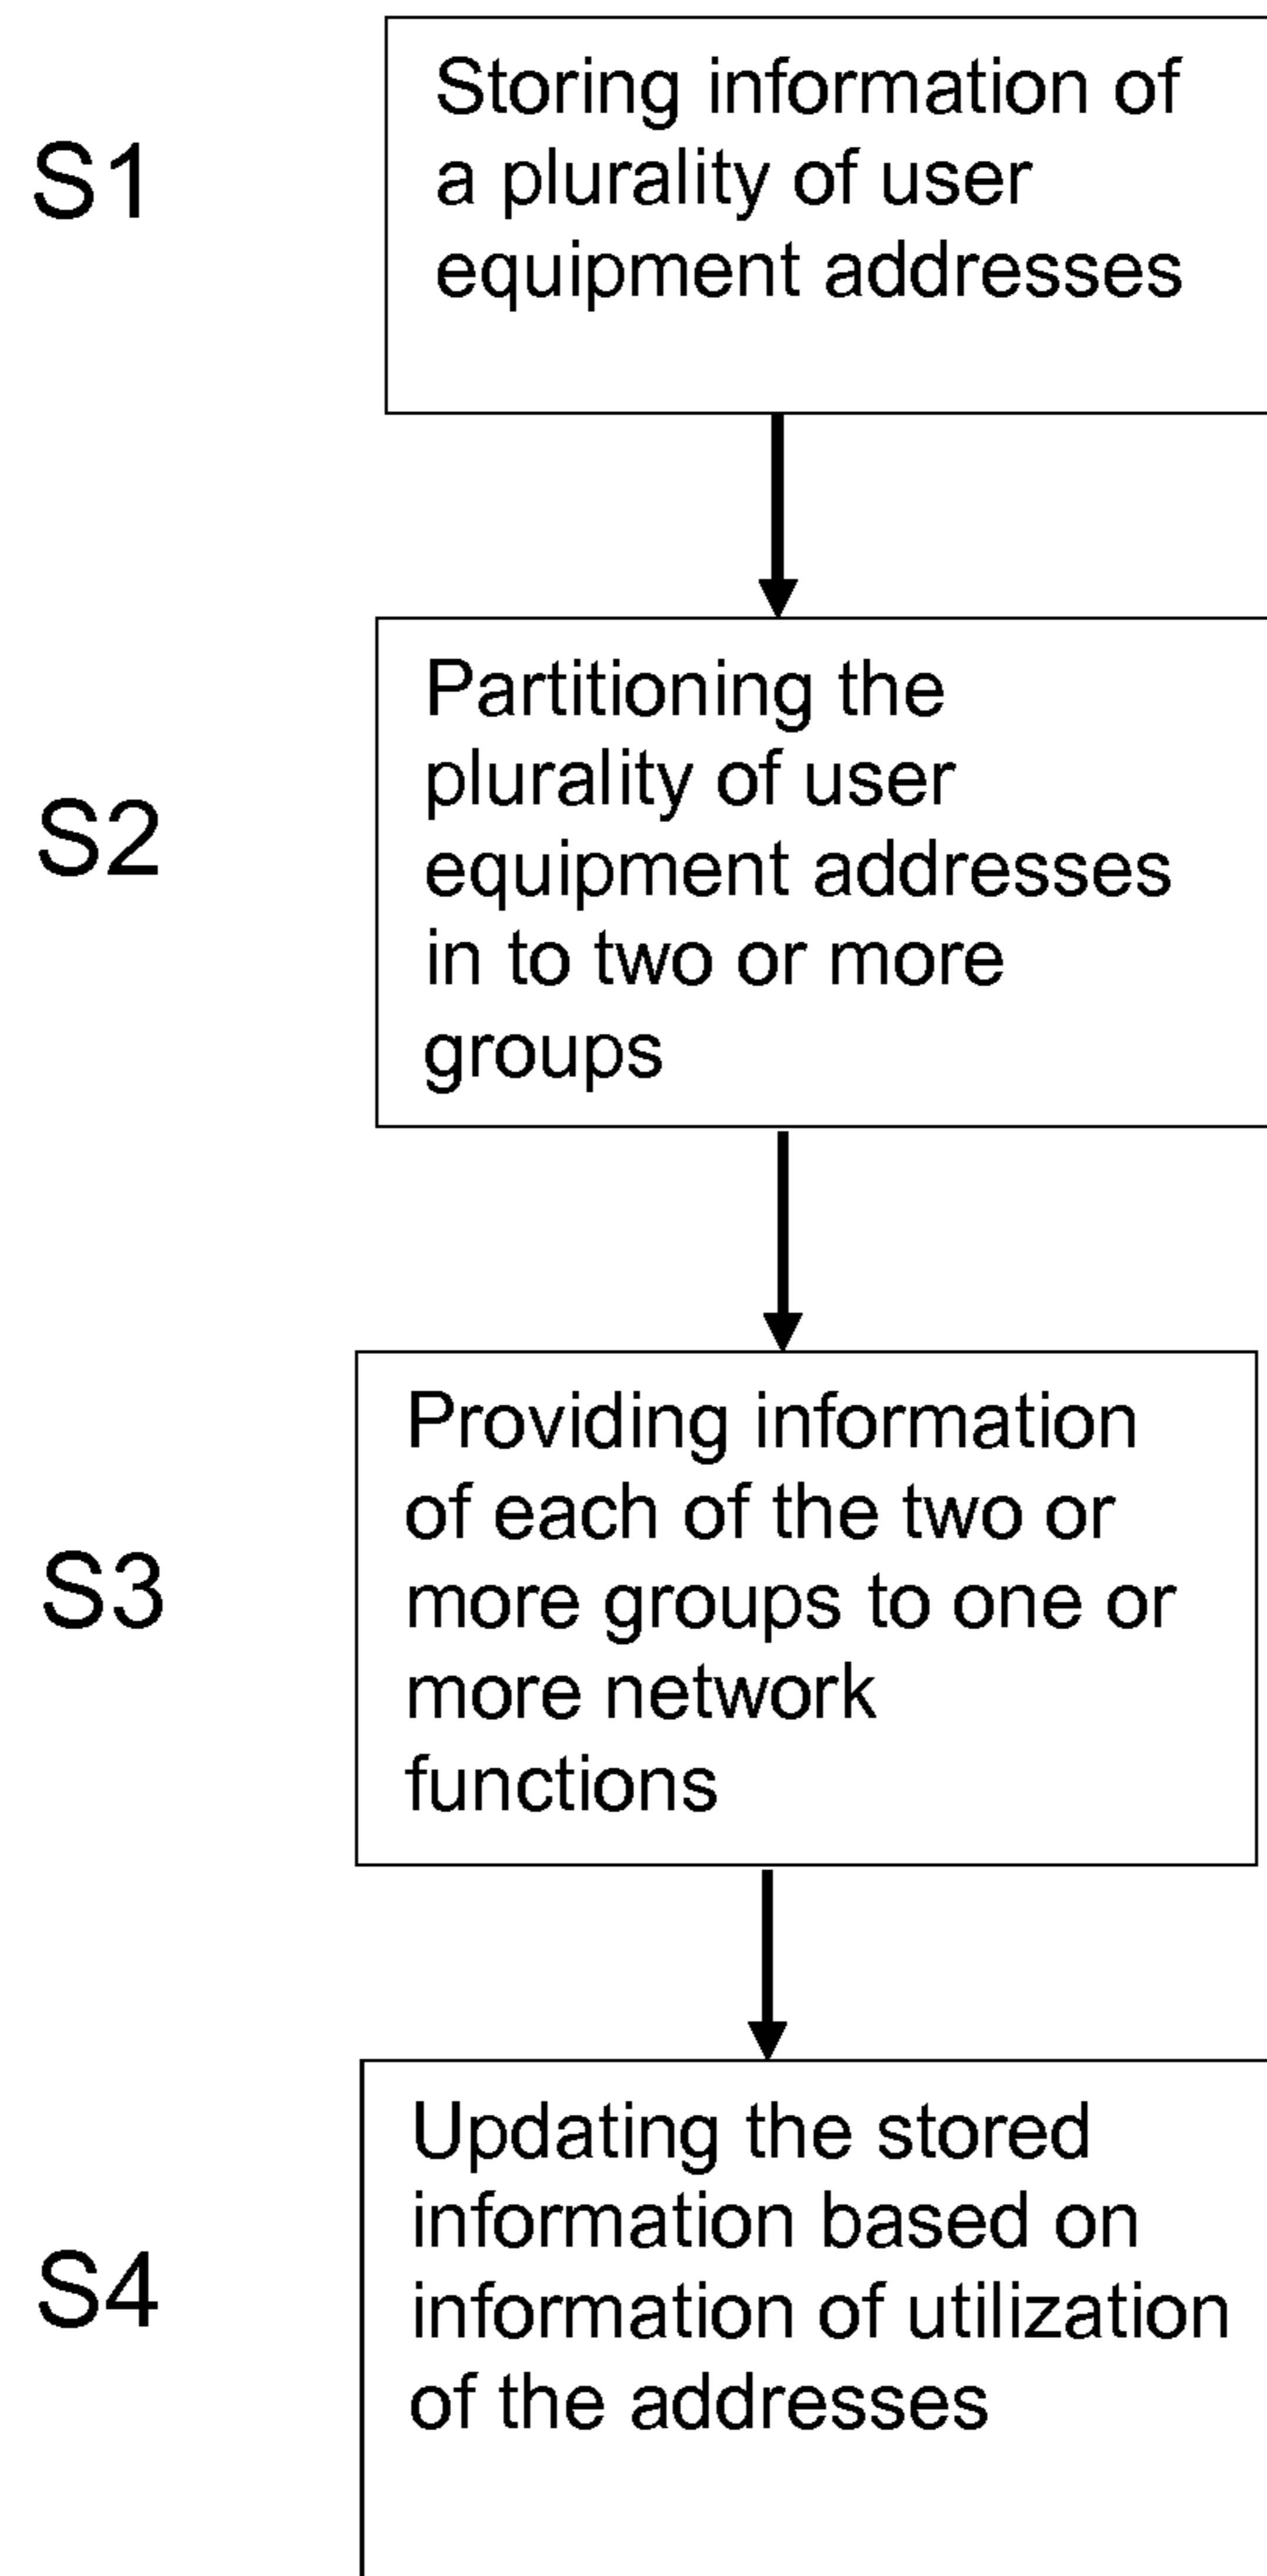 S1
Storing information of
a plurality of user
equipment addresses
S2
Partitioning the
plurality of user
equipment addresses
in to two or more
groups
S3
Providing information
of each of the two or
more groups to one or
more network
functions
S4
Updating the stored
information based on
information of utilization
of the addresses